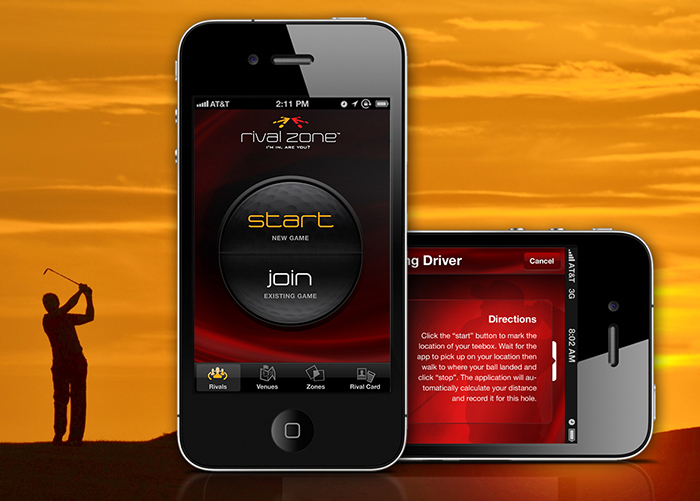 AT&T 2:11 PM
rival zone™
I'M IN, ARE YOU?
start
NEW GAME
join
EXISTING GAME
Rivals Venues Zones Rival Card
ng Driver Cancel
Directions
Click the "start" button to mark the
location of your teebox. Wait for the
app to pick up on your location then
walk to where your ball landed and
click "stop". The application will au-
tomatically calculate your distance
and record it for this hole.
AT&T 3G 8:02 AM